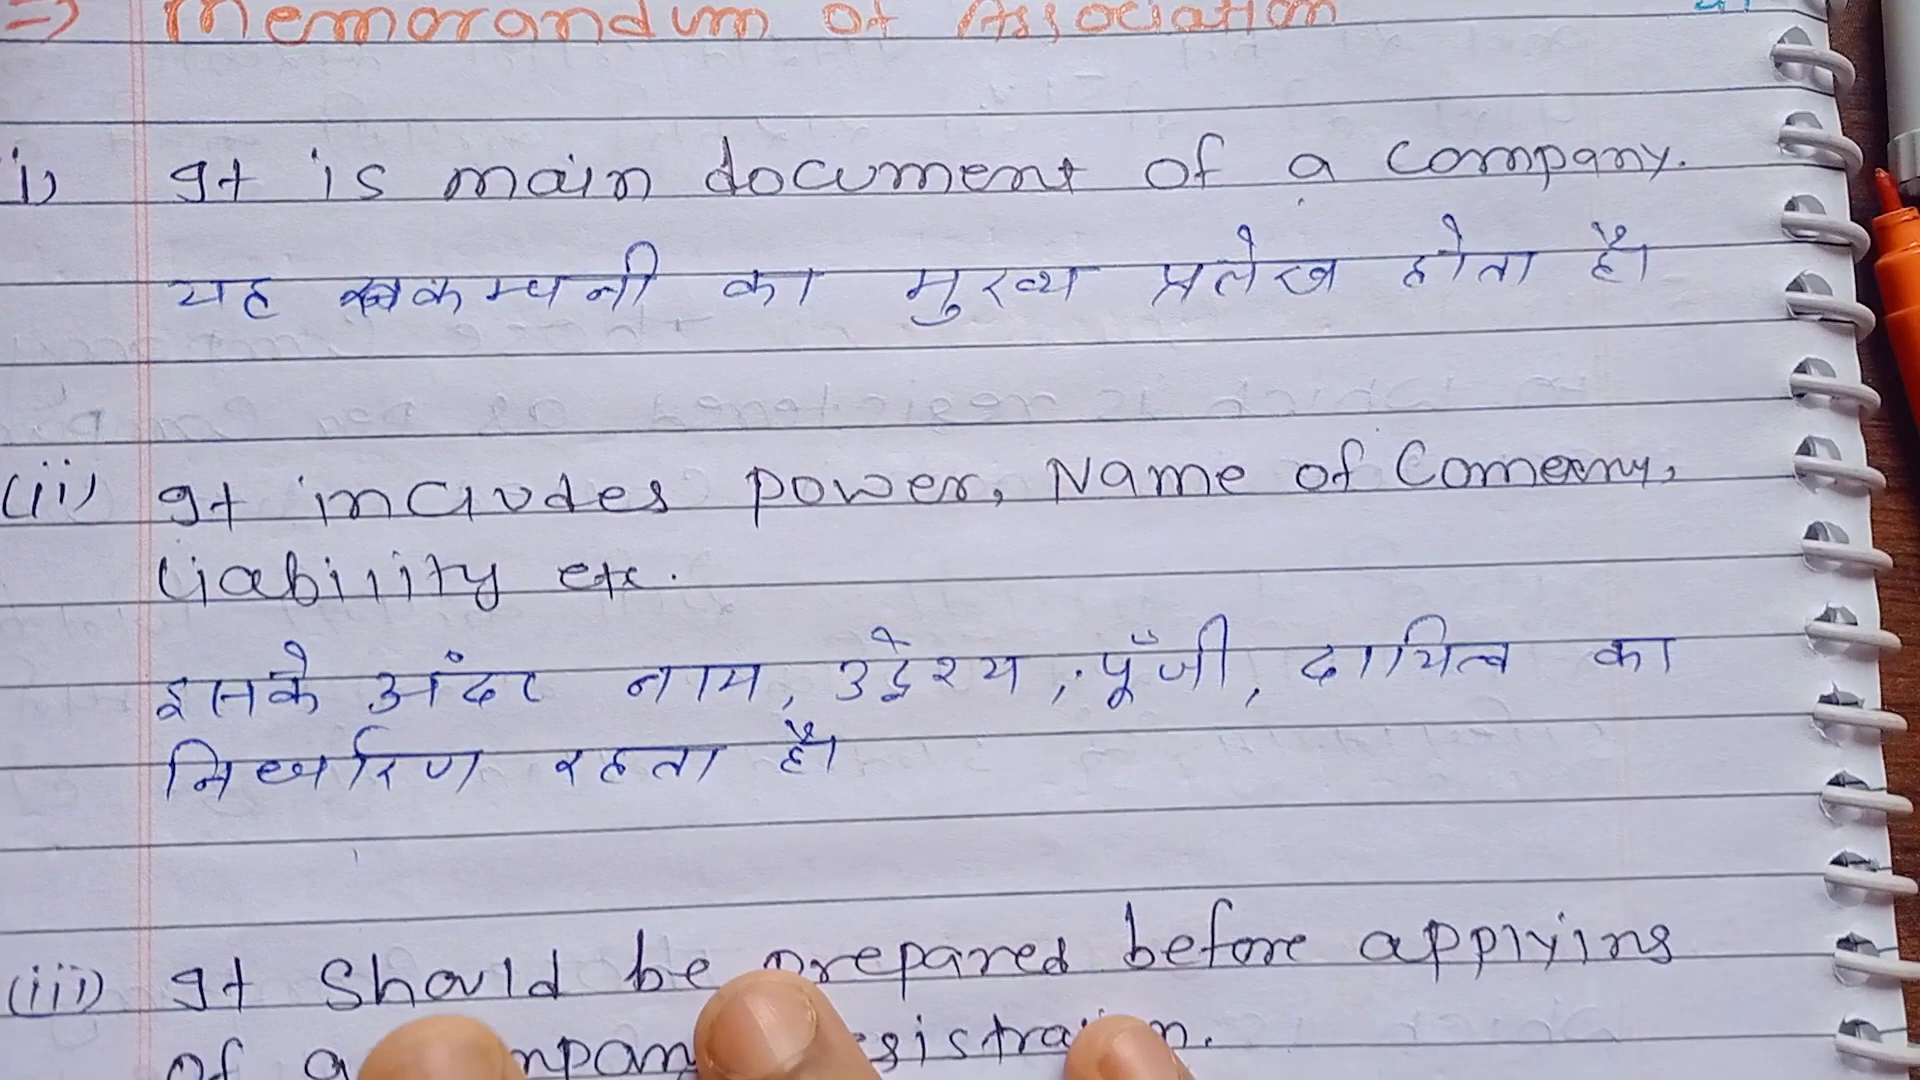 => Memorandum of Association
i) It is main document of a company.
यह कम्पनी का मुख्य प्रलेख होता है।
(ii) It includes power, Name of Comeany,
Liability etc.
इसके अंदर नाम, उद्देश्य, पूँजी, दायित्व का
निर्धारण रहता है।
(iii) It should be prepared before applying
of a